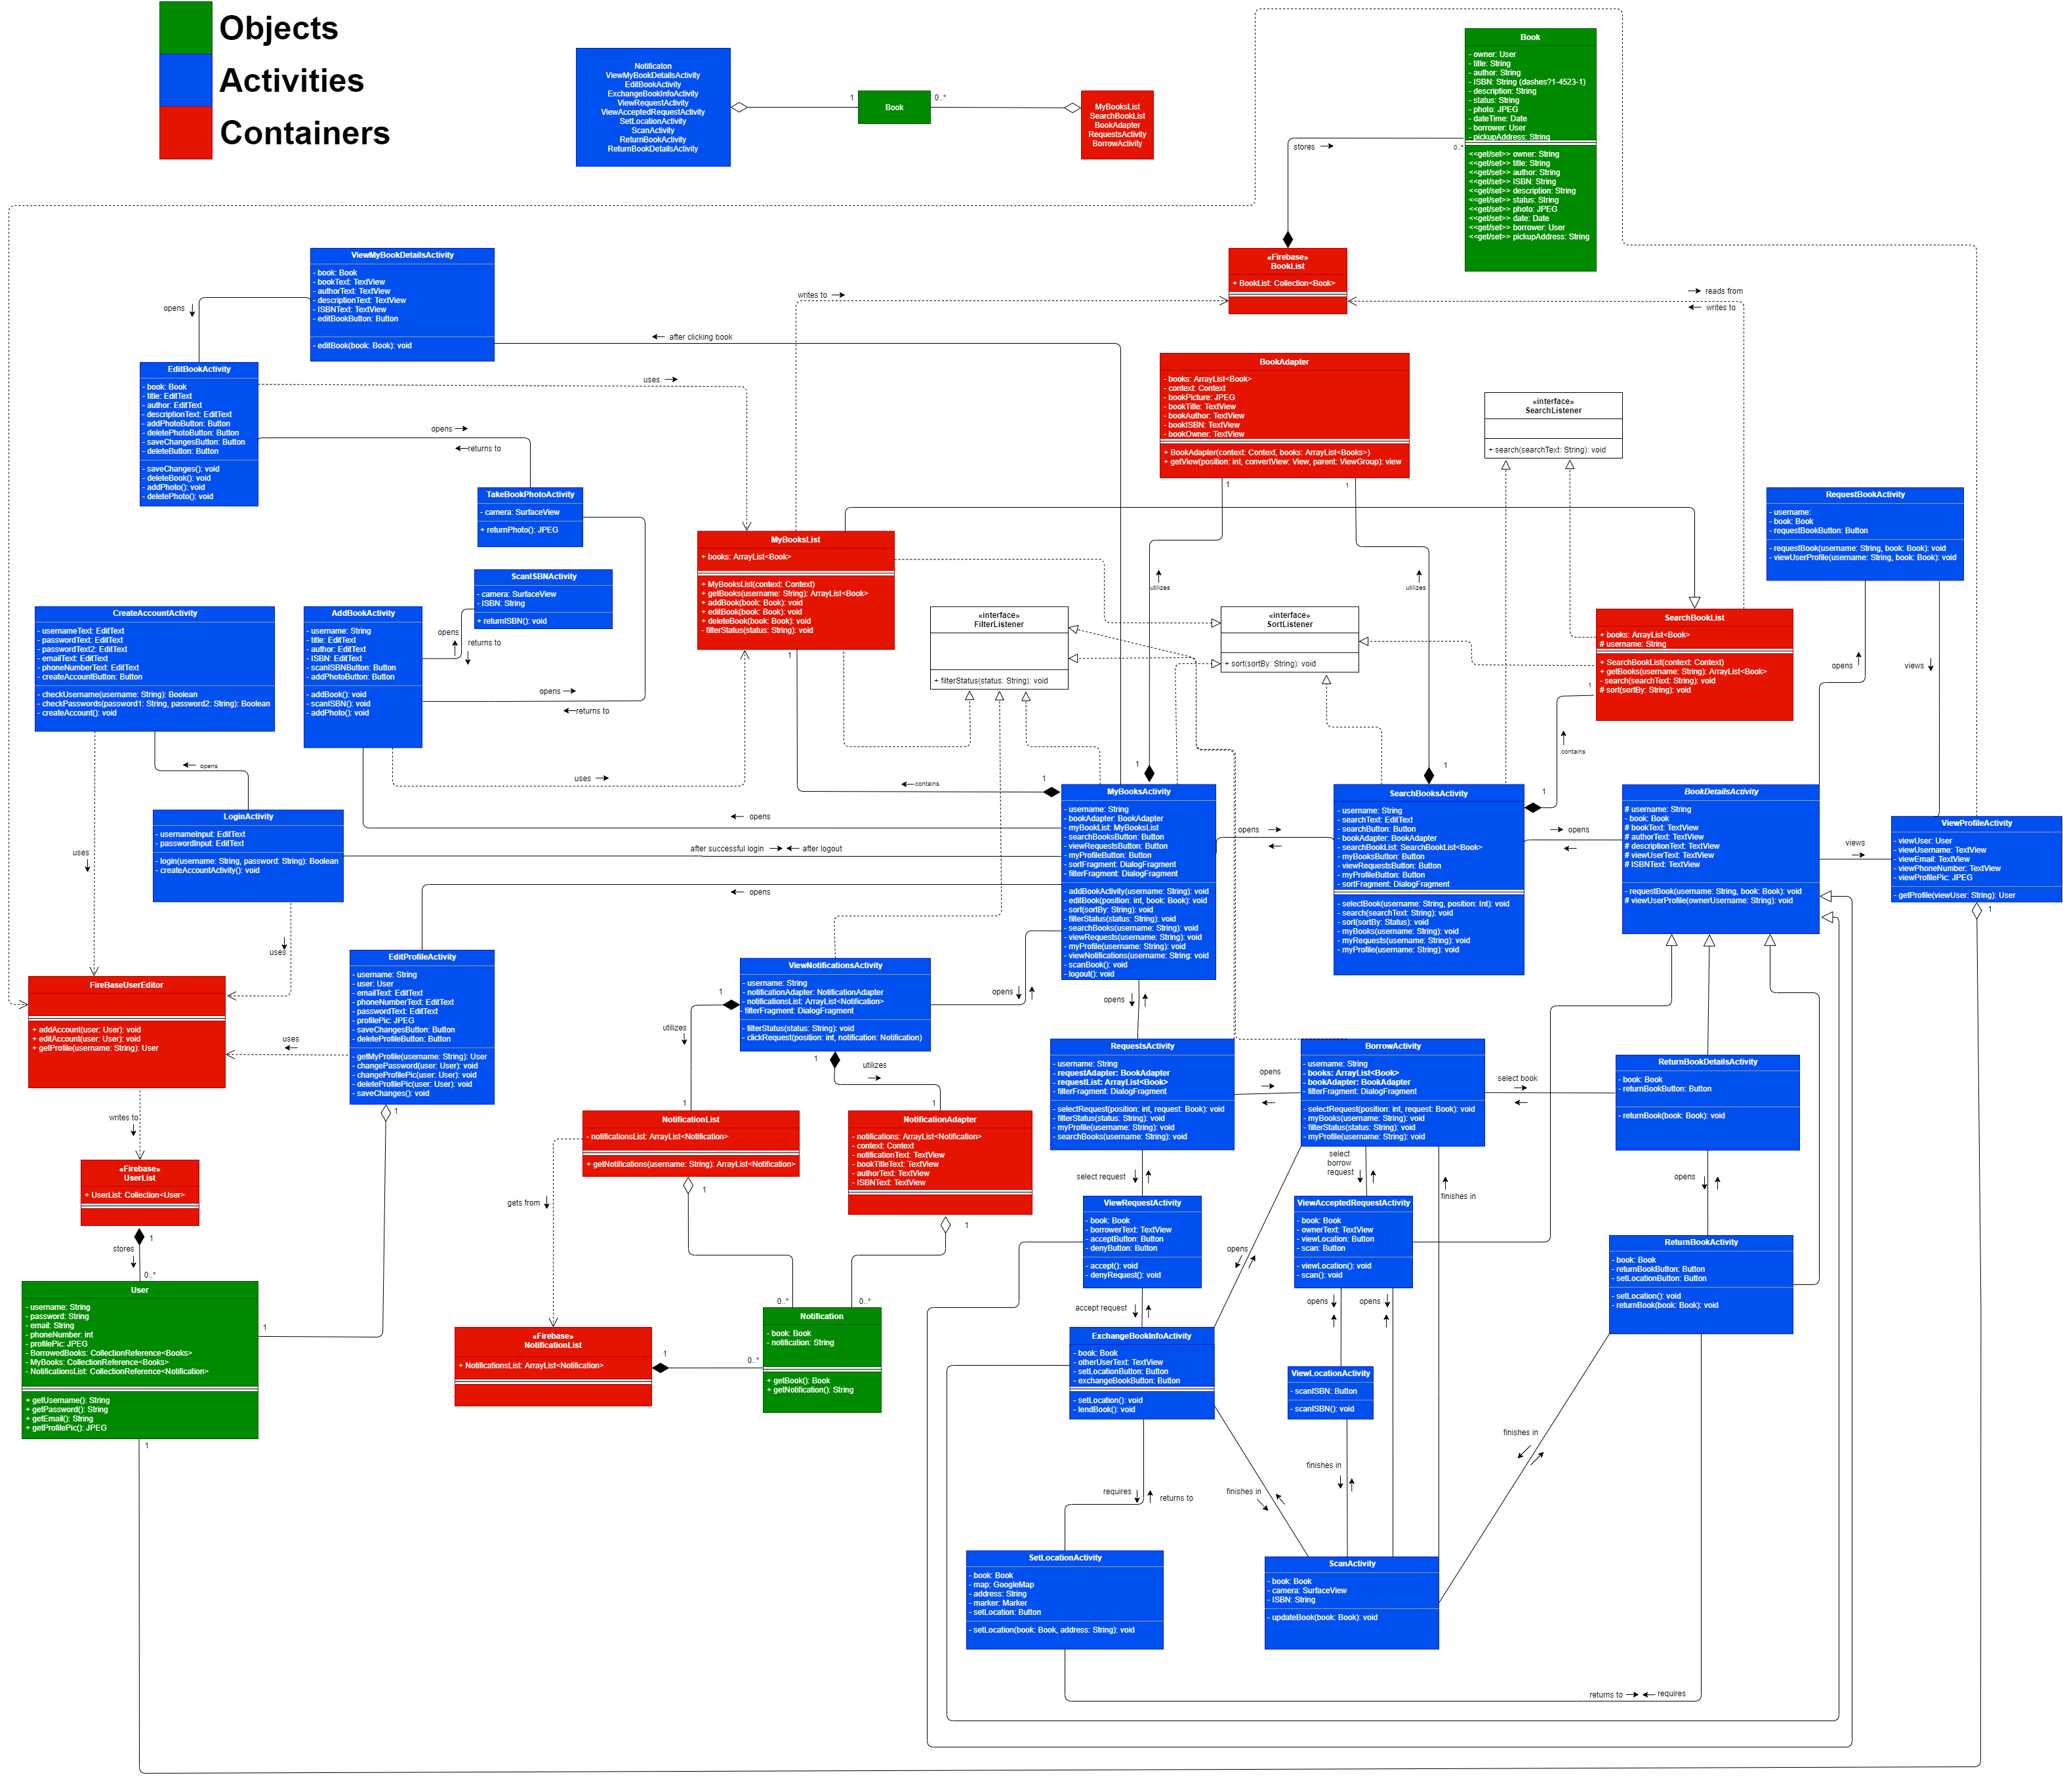 Objects
Activities
Containers
Notificaton
ViewMyBookDetailsActivity
EditBookActivity
ExchangeBookInfoActivity
ViewRequestActivity
ViewAcceptedRequestActivity
SetLocationActivity
ScanActivity
ReturnBookActivity
ReturnBookDetailsActivity
1
Book
0..*
MyBooksList
SearchBookList
BookAdapter
RequestsActivity
BorrowActivity
Book
- owner: User
- title: String
- author: String
- ISBN: String (dashes?1-4523-1)
- description: String
- status: String
- photo: JPEG
- dateTime: Date
- borrower: User
- pickupAddress: String
<<get/set>> owner: String
<<get/set>> title: String
<<get/set>> author: String
<<get/set>> ISBN: String
<<get/set>> description: String
<<get/set>> status: String
<<get/set>> photo: JPEG
<<get/set>> date: Date
<<get/set>> borrower: User
<<get/set>> pickupAddress: String
stores
0..*
«Firebase»
BookList
+ BookList: Collection<Book>
writes to
reads from
writes to
ViewMyBookDetailsActivity
- book: Book
- bookText: TextView
- authorText: TextView
- descriptionText: TextView
- ISBNText: TextView
- editBookButton: Button
- editBook(book: Book): void
opens
after clicking book
EditBookActivity
- book: Book
- title: EditText
- author: EditText
- descriptionText: EditText
- addPhotoButton: Button
- deletePhotoButton: Button
- saveChangesButton: Button
- deleteButton: Button
- saveChanges(): void
- deleteBook(): void
- addPhoto(): void
- deletePhoto(): void
uses
opens
returns to
BookAdapter
- books: ArrayList<Book>
- context: Context
- bookPicture: JPEG
- bookTitle: TextView
- bookAuthor: TextView
- bookISBN: TextView
- bookOwner: TextView
+ BookAdapter(context: Context, books: ArrayList<Books>)
+ getView(position: int, convertView: View, parent: ViewGroup): view
1
1
«interface»
SearchListener
+ search(searchText: String): void
TakeBookPhotoActivity
- camera: SurfaceView
+ returnPhoto(): JPEG
RequestBookActivity
- username:
- book: Book
- requestBookButton: Button
- requestBook(username: String, book: Book): void
- viewUserProfile(username: String, book: Book): void
MyBooksList
+ books: ArrayList<Book>
+ MyBooksList(context: Context)
+ getBooks(username: String): ArrayList<Book>
+ addBook(book: Book): void
+ editBook(book: Book): void
+ deleteBook(book: Book): void
- filterStatus(status: String): void
1
ScanISBNActivity
- camera: SurfaceView
- ISBN: String
+ returnISBN(): void
utilizes
utilizes
CreateAccountActivity
- usernameText: EditText
- passwordText: EditText
- passwordText2: EditText
- emailText: EditText
- phoneNumberText: EditText
- createAccountButton: Button
- checkUsername(username: String): Boolean
- checkPasswords(password1: String, password2: String): Boolean
- createAccount(): void
AddBookActivity
- username: String
- title: EditText
- author: EditText
- ISBN: EditText
- scanISBNButton: Button
- addPhotoButton: Button
- addBook(): void
- scanISBN(): void
- addPhoto(): void
opens
returns to
opens
returns to
«interface»
FilterListener
+ filterStatus(status: String): void
«interface»
SortListener
+ sort(sortBy: String): void
SearchBookList
+ books: ArrayList<Book>
# username: String
+ SearchBookList(context: Context)
+ getBooks(username: String): ArrayList<Book>
- search(searchText: String): void
# sort(sortBy: String): void
1
opens
views
contains
opens
uses
contains
1
1
1
1
LoginActivity
- usernameInput: EditText
- passwordInput: EditText
- login(username: String, password: String): Boolean
- createAccountActivity(): void
uses
opens
after successful login
after logout
opens
MyBooksActivity
- username: String
- bookAdapter: BookAdapter
- myBookList: MyBooksList
- searchBooksButton: Button
- viewRequestsButton: Button
- myProfileButton: Button
- sortFragment: DialogFragment
- filterFragment: DialogFragment
- addBookActivity(username: String): void
- editBook(position: int, book: Book): void
- sort(sortBy: String): void
- filterStatus(status: String): void
- searchBooks(username: String): void
- viewRequests(username: String): void
- myProfile(username: String): void
- viewNotifications(username: String: void
- scanBook(): void
- logout(): void
opens
SearchBooksActivity
- username: String
- searchText: EditText
- searchButton: Button
- bookAdapter: BookAdapter
- searchBookList: SearchBookList<Book>
- myBooksButton: Button
- viewRequestsButton: Button
- myProfileButton: Button
- sortFragment: DialogFragment
- selectBook(username: String, position: Int): void
- search(searchText: String): void
- sort(sortBy: Status): void
- myBooks(username: String): void
- myRequests(username: String): void
- myProfile(username: String): void
opens
BookDetailsActivity
# username: String
- book: Book
# bookText: TextView
# authorText: TextView
# descriptionText: TextView
# viewUserText: TextView
# ISBNText: TextView
- requestBook(username: String, book: Book): void
# viewUserProfile(ownerUsername: String): void
views
ViewProfileActivity
- viewUser: User
- viewUsername: TextView
- viewEmail: TextView
- viewPhoneNumber: TextView
- viewProfilePic: JPEG
- getProfile(viewUser: String): User
1
uses
FireBaseUserEditor
+ addAccount(user: User): void
+ editAccount(user: User): void
+ getProfile(username: String): User
uses
EditProfileActivity
- username: String
- user: User
- emailText: EditText
- phoneNumberText: EditText
- passwordText: EditText
- profilePic: JPEG
- saveChangesButton: Button
- deleteProfileButton: Button
- getMyProfile(username: String): User
- changePassword(user: User): void
- changeProfilePic(user: User): void
- deleteProfilePic(user: User): void
- saveChanges(): void
1
ViewNotificationsActivity
- username: String
- notificationAdapter: NotificationAdapter
- notificationsList: ArrayList<Notification>
- filterFragment: DialogFragment
- filterStatus(status: String): void
- clickRequest(position: int, notification: Notification)
opens
1
utilizes
1
utilizes
opens
RequestsActivity
- username: String
- requestAdapter: BookAdapter
- requestList: ArrayList<Book>
- filterFragment: DialogFragment
- selectRequest(position: int, request: Book): void
- filterStatus(status: String): void
- myProfile(username: String): void
- searchBooks(username: String): void
opens
BorrowActivity
- username: String
- books: ArrayList<Book>
- bookAdapter: BookAdapter
- filterFragment: DialogFragment
- selectRequest(position: int, request: Book): void
- myBooks(username: String): void
- filterStatus(status: String): void
- myProfile(username: String): void
select book
ReturnBookDetailsActivity
- book: Book
- returnBookButton: Button
- returnBook(book: Book): void
writes to
1
1
NotificationList
- notificationsList: ArrayList<Notification>
+ getNotifications(username: String): ArrayList<Notification>
1
NotificationAdapter
- notifications: ArrayList<Notification>
- context: Context
- notificationText: TextView
- bookTitleText: TextView
- authorText: TextView
- ISBNText: TextView
1
gets from
select request
select
borrow
request
finishes in
opens
«Firebase»
UserList
+ UserList: Collection<User>
1
stores
0..*
ViewRequestActivity
- book: Book
- borrowerText: TextView
- acceptButton: Button
- denyButton: Button
- accept(): void
- denyRequest(): void
ViewAcceptedRequestActivity
- book: Book
- ownerText: TextView
- viewLocation: Button
- scan: Button
- viewLocation(): void
- scan(): void
opens
ReturnBookActivity
- book: Book
- returnBookButton: Button
- setLocationButton: Button
- setLocation(): void
- returnBook(book: Book): void
User
- username: String
- password: String
- email: String
- phoneNumber: int
- profilePic: JPEG
- BorrowedBooks: CollectionReference<Books>
- MyBooks: CollectionReference<Books>
- NotificationsList: CollectionReference<Notification>
+ getUsername(): String
+ getPassword(): String
+ getEmail(): String
+ getProfilePic(): JPEG
1
1
0..*
0..*
accept request
opens
opens
«Firebase»
NotificationList
+ NotificationsList: ArrayList<Notification>
1
0..*
Notification
- book: Book
- notification: String
+ getBook(): Book
+ getNotification(): String
ExchangeBookInfoActivity
- book: Book
- otherUserText: TextView
- setLocationButton: Button
- exchangeBookButton: Button
- setLocation(): void
- lendBook(): void
ViewLocationActivity
- scanISBN: Button
- scanISBN(): void
finishes in
finishes in
requires
returns to
finishes in
SetLocationActivity
- book: Book
- map: GoogleMap
- address: String
- marker: Marker
- setLocation: Button
- setLocation(book: Book, address: String): void
ScanActivity
- book: Book
- camera: SurfaceView
- ISBN: String
- updateBook(book: Book): void
returns to
requires